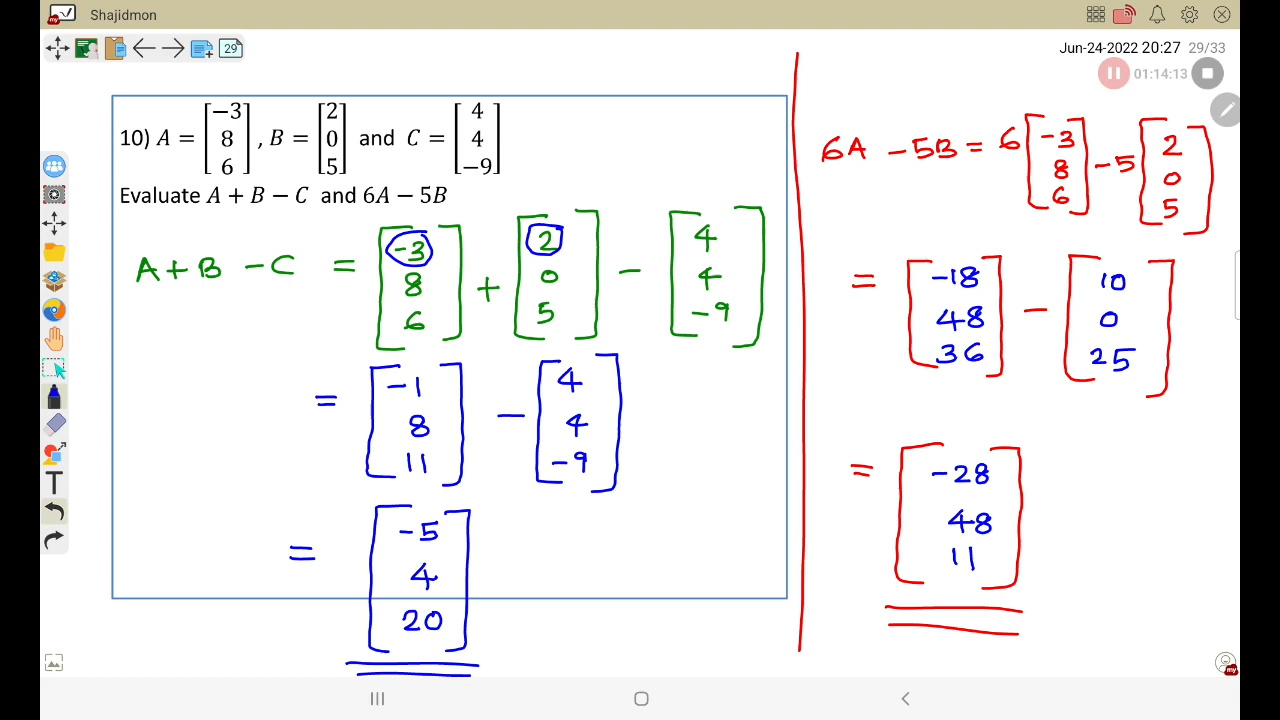 Shajidmon
29
Jun-24-2022 20:27 29/33
01:14:13
10) A = [−3 8 6] , B = [2 0 5] and C = [4 4 −9]
Evaluate A + B − C and 6A − 5B
A + B − C = [−3 8 6] + [2 0 5] − [4 4 −9]
= [−1 8 11] − [4 4 −9]
= [−5 4 20]
6A − 5B = 6 [−3 8 6] − 5 [2 0 5]
= [−18 48 36] − [10 0 25]
= [−28 48 11]
T